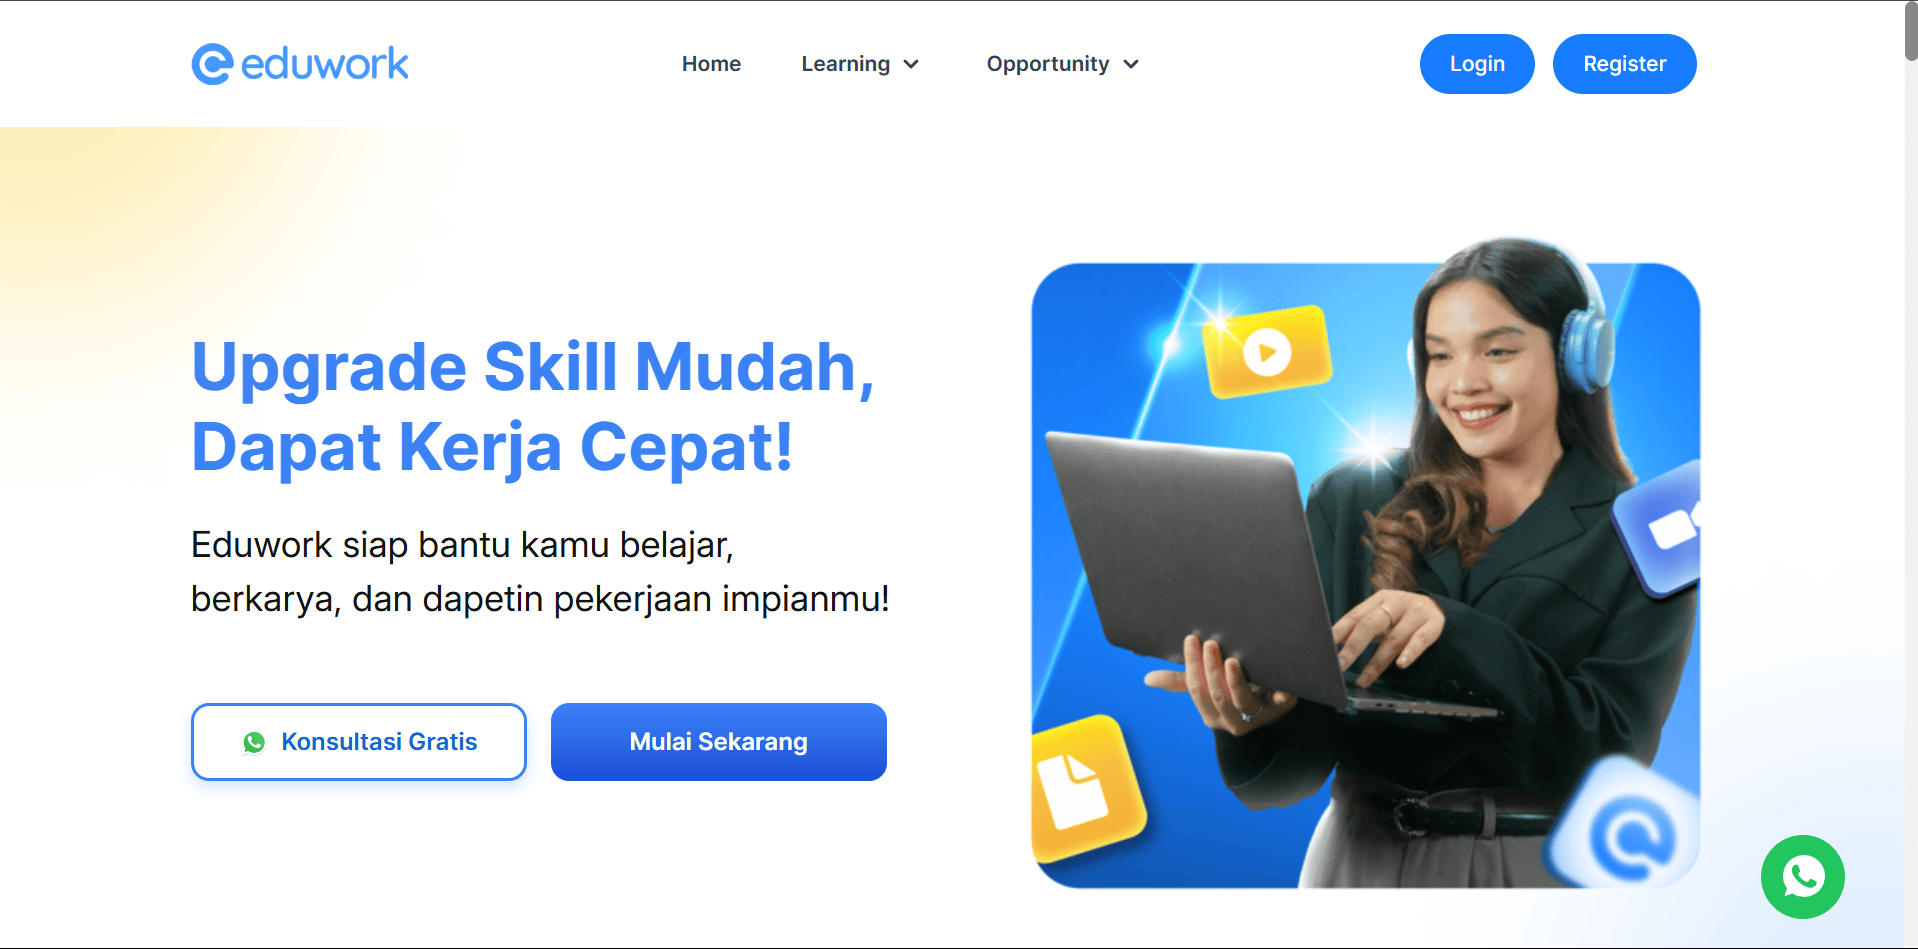 eduwork
Home
Learning
Opportunity
Login
Register
Upgrade Skill Mudah,
Dapat Kerja Cepat!
Eduwork siap bantu kamu belajar,
berkarya, dan dapetin pekerjaan impianmu!
Konsultasi Gratis
Mulai Sekarang